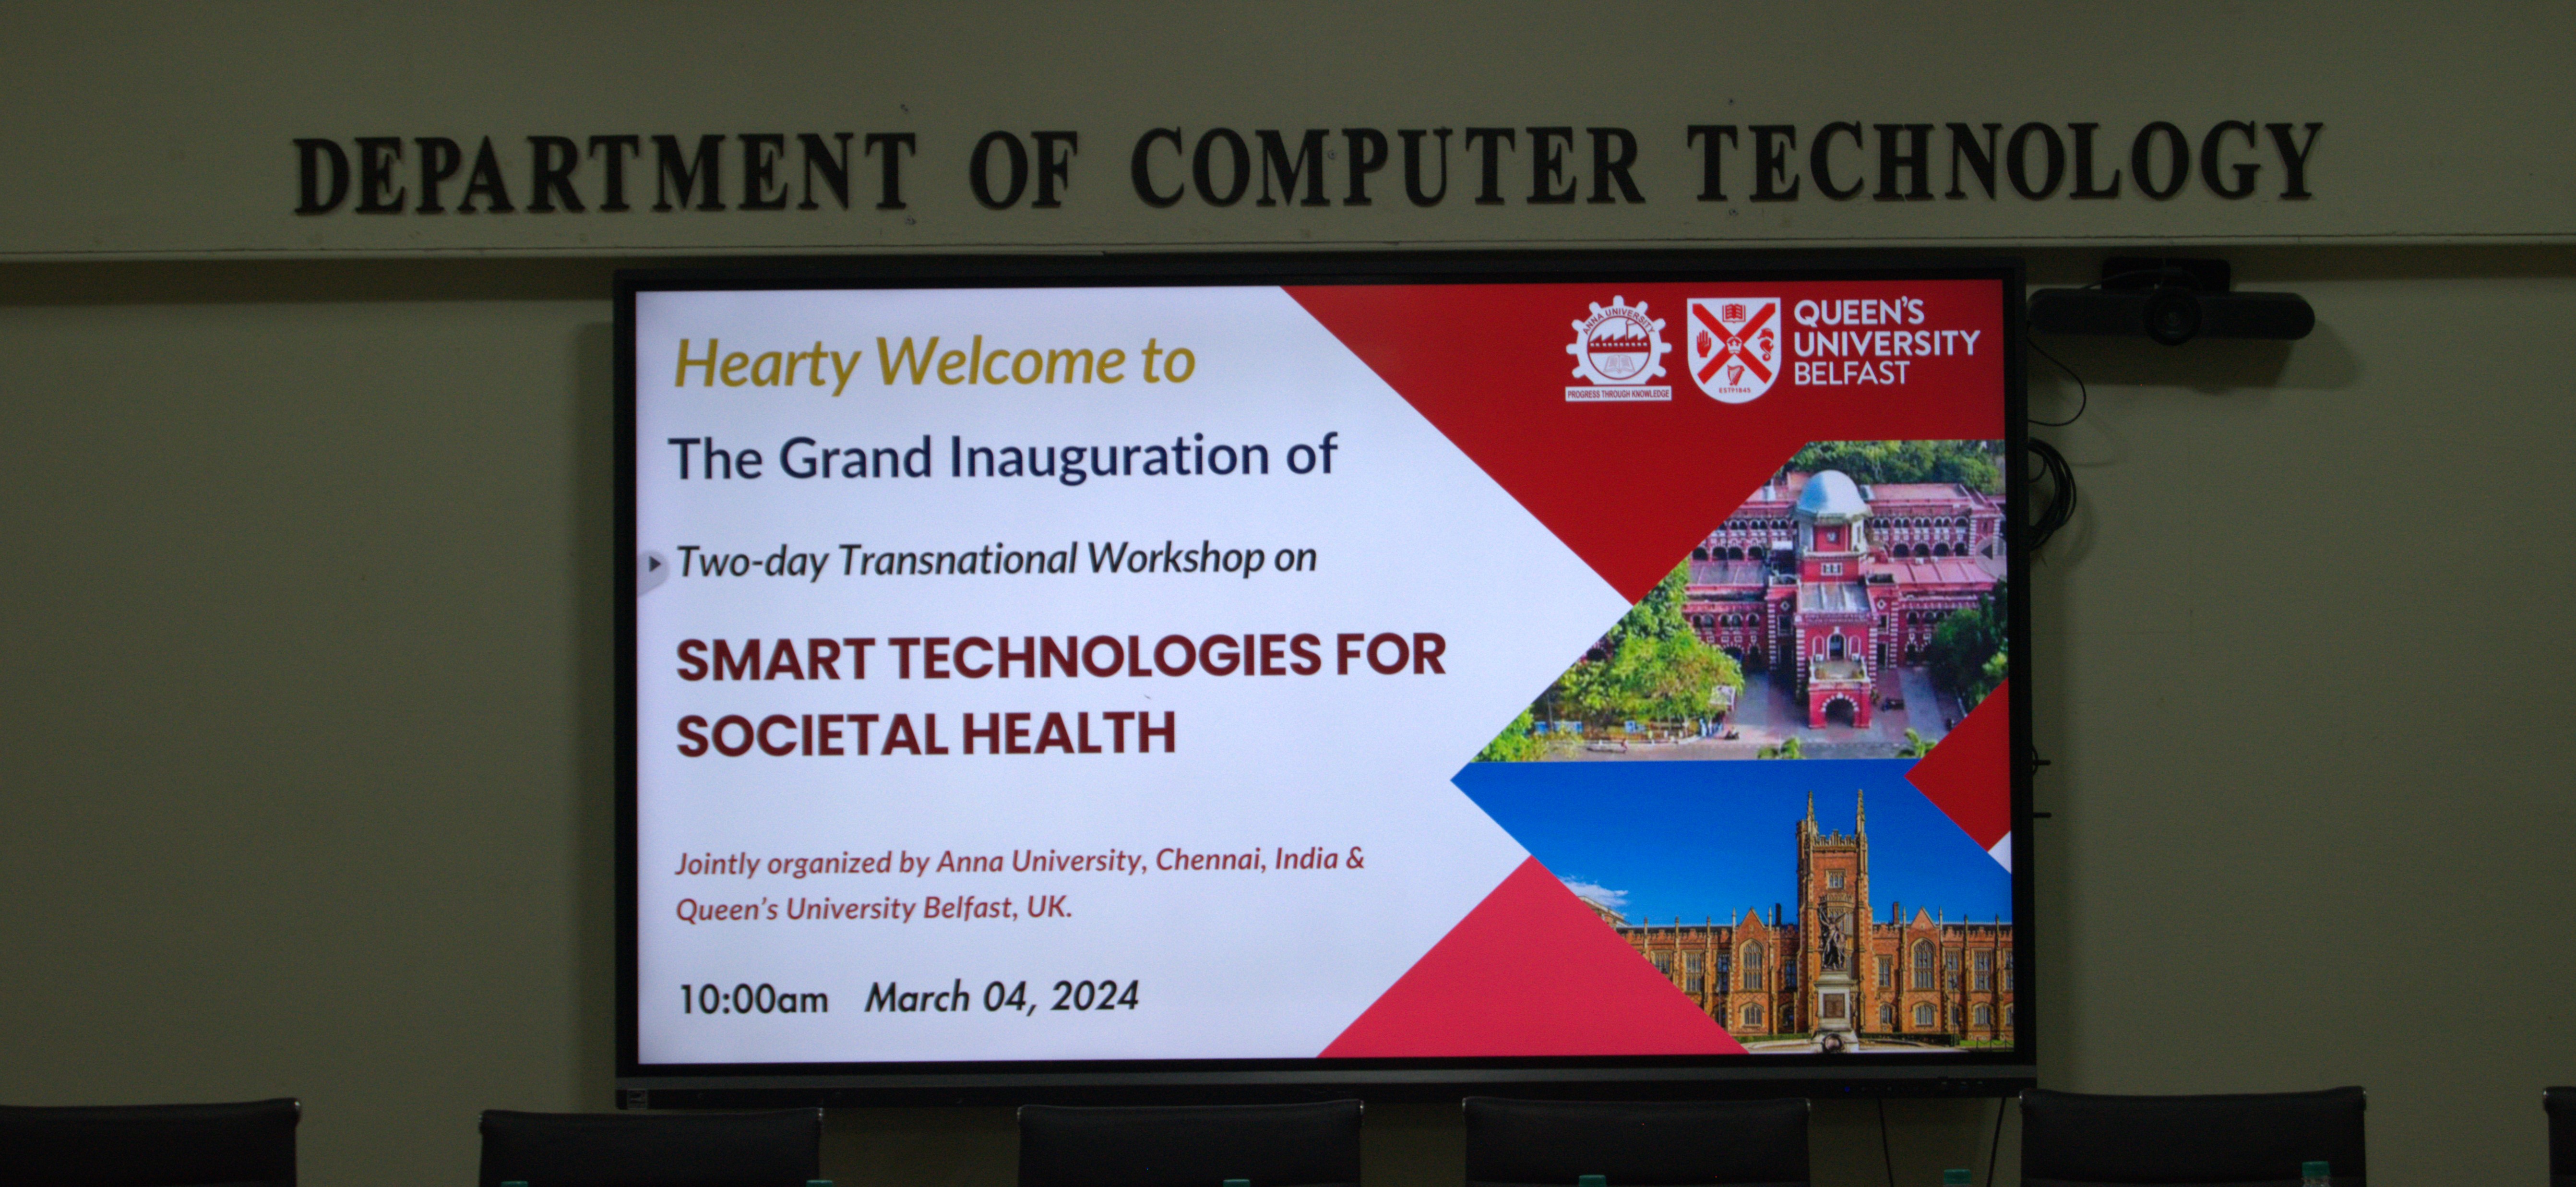 DEPARTMENT OF COMPUTER TECHNOLOGY
Hearty Welcome to
The Grand Inauguration of
Two-day Transnational Workshop on
SMART TECHNOLOGIES FOR
SOCIETAL HEALTH
Jointly organized by Anna University, Chennai, India &
Queen's University Belfast, UK.
10:00am March 04, 2024
ANNA UNIVERSITY
PROGRESS THROUGH KNOWLEDGE
ESTD1845
QUEEN'S
UNIVERSITY
BELFAST